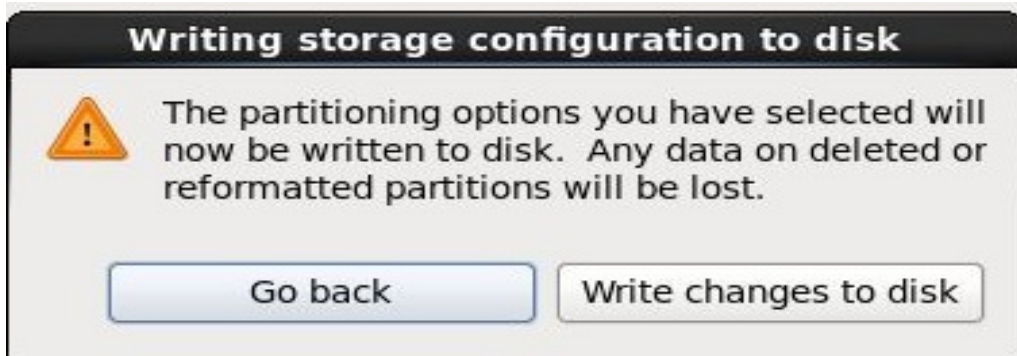 Writing storage configuration to disk
The partitioning options you have selected will
now be written to disk.  Any data on deleted or
reformatted partitions will be lost.
Go back
Write changes to disk